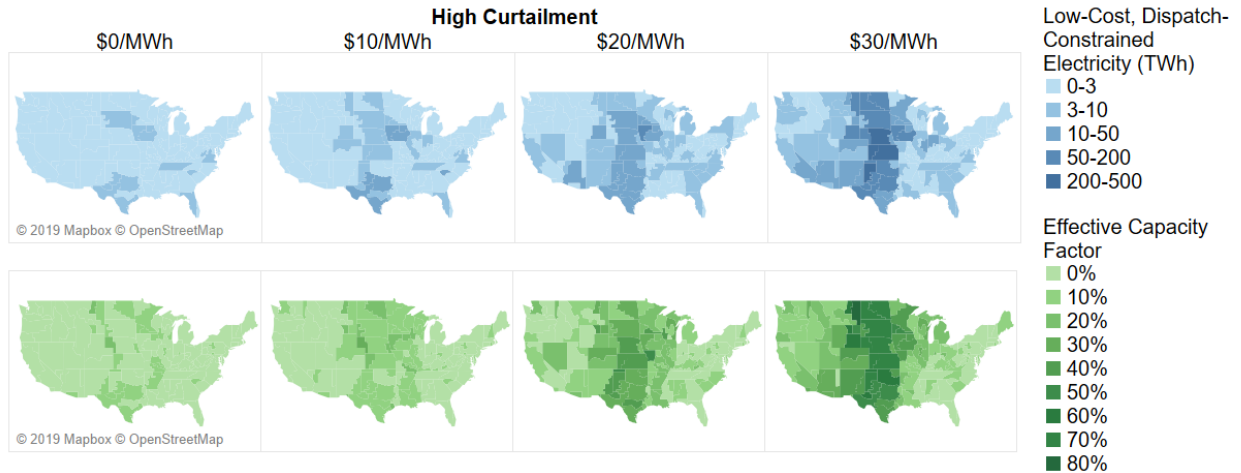 High Curtailment
$0/MWh
$10/MWh
$20/MWh
$30/MWh
© 2019 Mapbox © OpenStreetMap
© 2019 Mapbox © OpenStreetMap
Low-Cost, Dispatch-
Constrained
Electricity (TWh)
0-3
3-10
10-50
50-200
200-500
Effective Capacity
Factor
0%
10%
20%
30%
40%
50%
60%
70%
80%